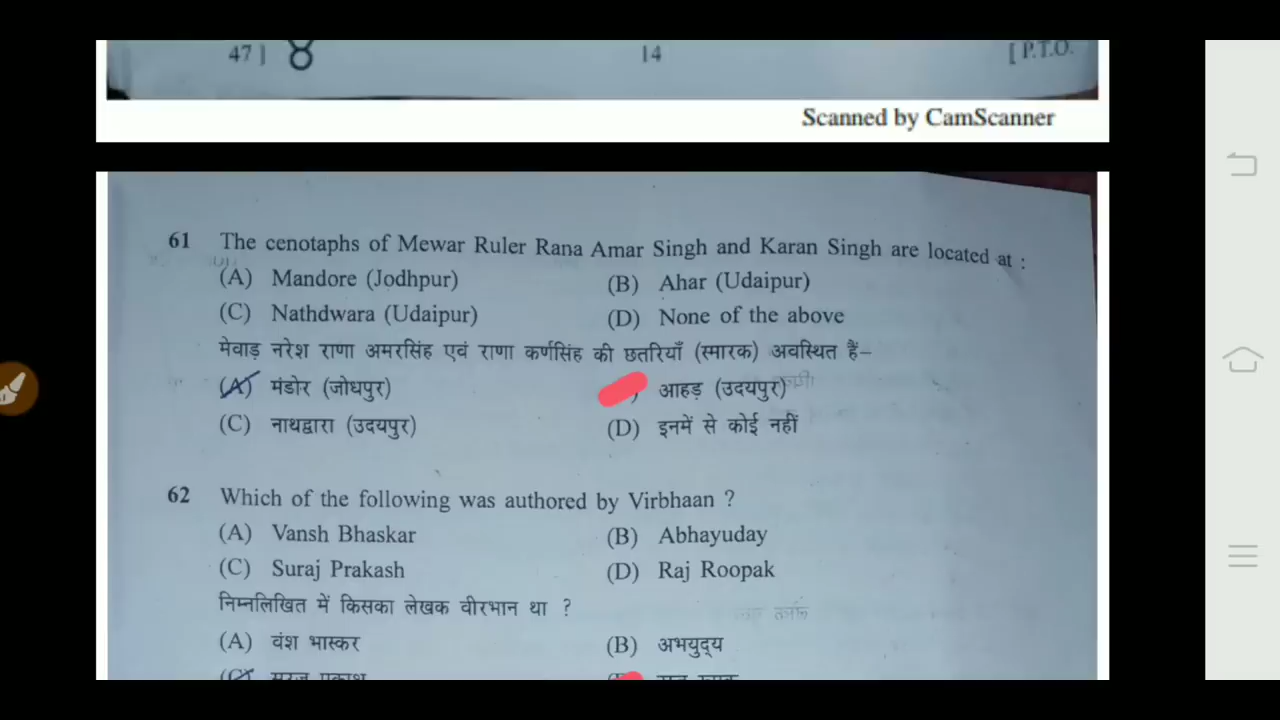 47 ] 8 14 [ P.T.O.
Scanned by CamScanner
61 The cenotaphs of Mewar Ruler Rana Amar Singh and Karan Singh are located at :
(A) Mandore (Jodhpur) (B) Ahar (Udaipur)
(C) Nathdwara (Udaipur) (D) None of the above
मेवाड़ नरेश राणा अमरसिंह एवं राणा कर्णसिंह की छतरियाँ (स्मारक) अवस्थित हैं–
(A) मंडोर (जोधपुर) ) आहड़ (उदयपुर)
(C) नाथद्वारा (उदयपुर) (D) इनमें से कोई नहीं
62 Which of the following was authored by Virbhaan ?
(A) Vansh Bhaskar (B) Abhayuday
(C) Suraj Prakash (D) Raj Roopak
निम्नलिखित में किसका लेखक वीरभान था ?
(A) वंश भास्कर (B) अभयुद्य